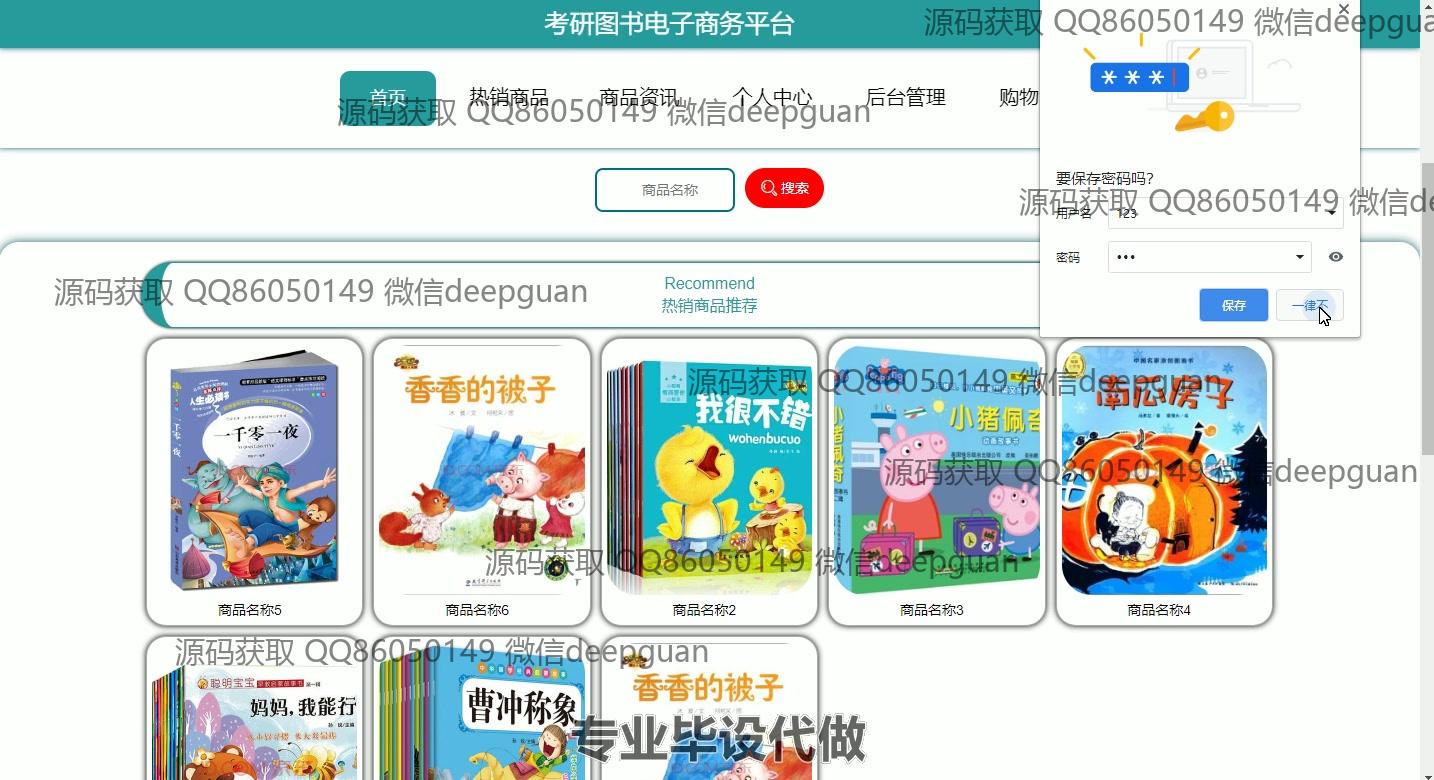 考研图书电子商务平台
源码获取 QQ86050149 微信deepgua
首页
热销商品
商品资讯
个人中心
后台管理
购物
源码获取 QQ86050149 微信deepguan
要保存密码吗?
商品名称
搜索
用户名
123
源码获取 QQ86050149 微信d
密码
•••
保存
一律不
源码获取 QQ86050149 微信deepguan
Recommend
热销商品推荐
人生必读书
一千零一夜
香香的被子
我很不错
wohenbucuo
小猪佩奇
动画故事书
南瓜房子
源码获取 QQ86050149 微信deepguan
源码获取 QQ86050149 微信deepguan
源码获取 QQ86050149 微信deepguan
商品名称5
商品名称6
商品名称2
商品名称3
商品名称4
源码获取 QQ86050149 微信deepguan
聪明宝宝
妈妈,我能行
曹冲称象
香香的被子
专业毕设代做